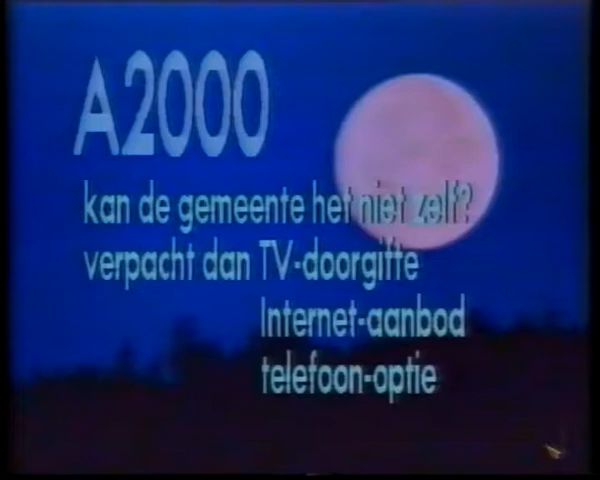 A2000
kan de gemeente het niet zelf?
verpacht dan TV-doorgifte
Internet-aanbod
telefoon-optie